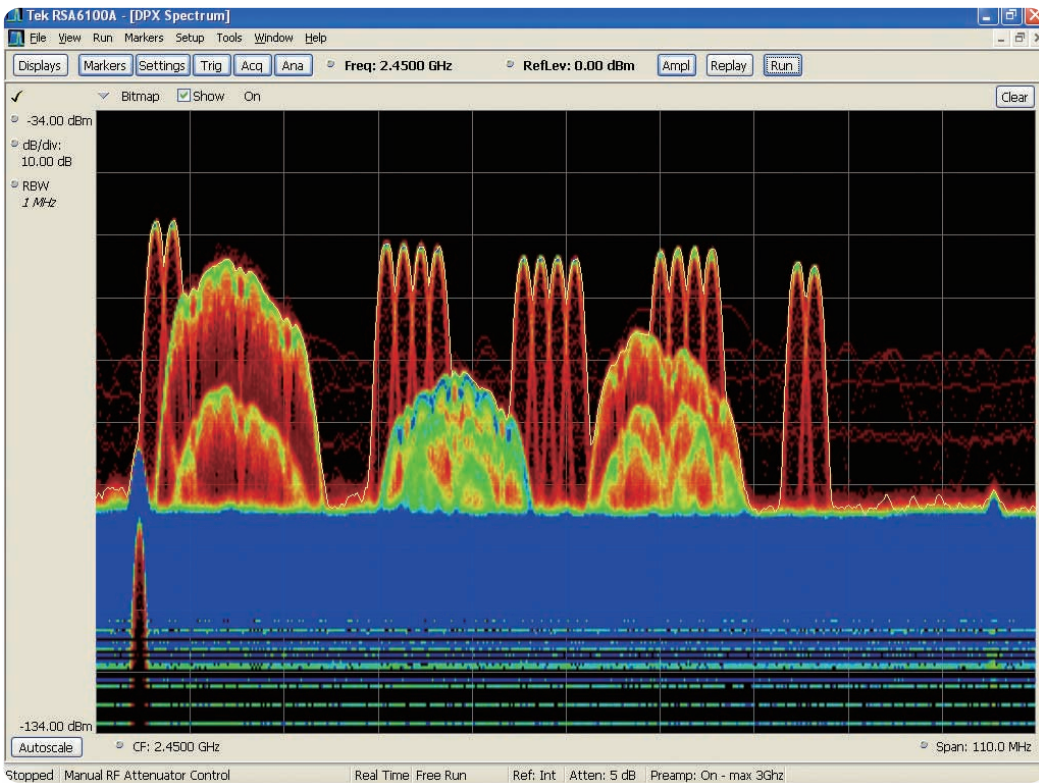 Tek RSA6100A - [DPX Spectrum]
File View Run Markers Setup Tools Window Help
Displays Markers Settings Trig Acq Ana Freq: 2.4500 GHz RefLev: 0.00 dBm Ampl Replay Run
Bitmap Show On Clear
-34.00 dBm
dB/div:
10.00 dB
RBW
1 MHz
-134.00 dBm
Autoscale CF: 2.4500 GHz Span: 110.0 MHz
Stopped Manual RF Attenuator Control Real Time Free Run Ref: Int Atten: 5 dB Preamp: On - max 3Ghz